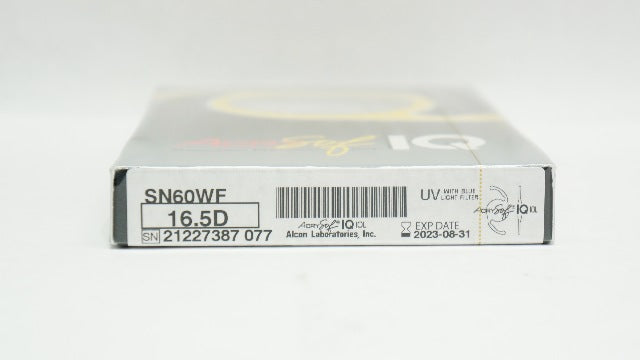 AcrySof IQ
SN60WF
16.5D
SN 21227387 077
AcrySof IQ IOL
Alcon Laboratories, Inc.
UV WITH BLUE
LIGHT FILTER
EXP DATE
2023-08-31
AcrySof IQ IOL